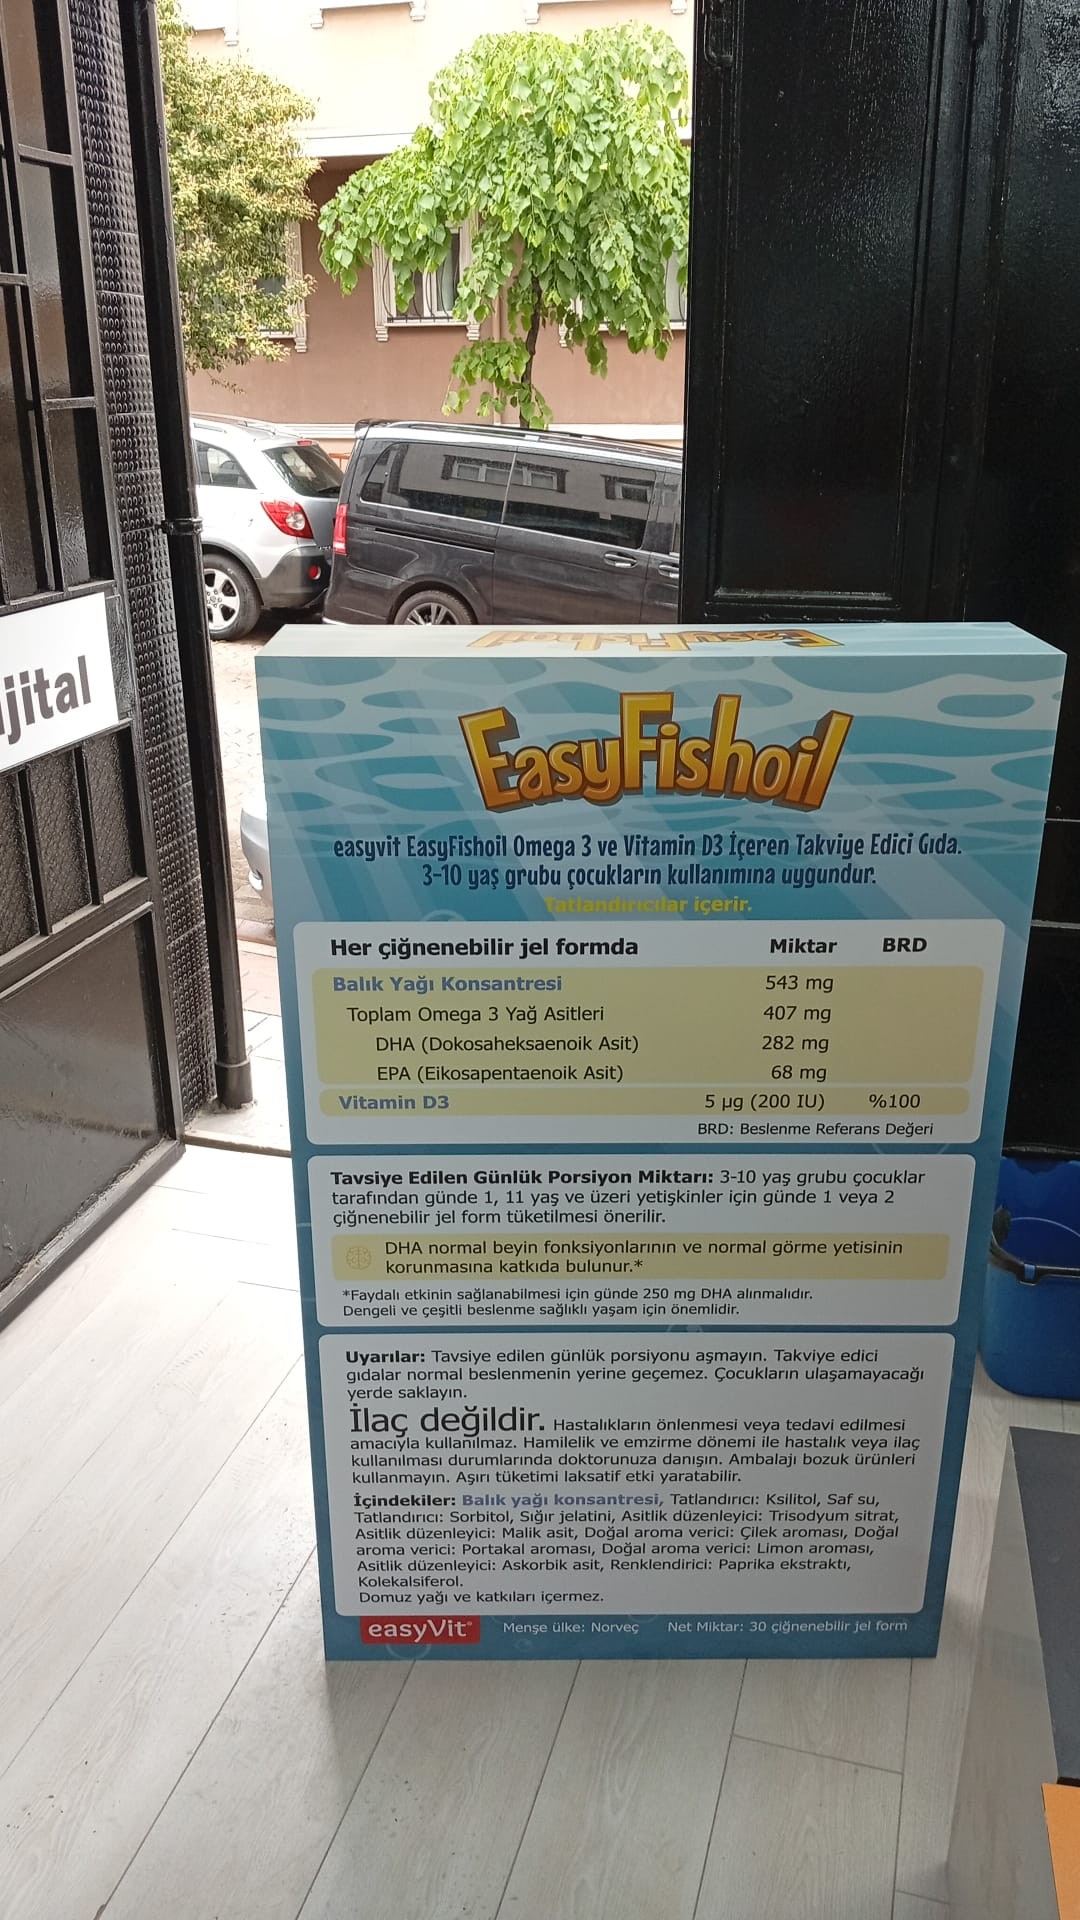 jital
EasyFishoil
EasyFishoil
easyvit EasyFishoil Omega 3 ve Vitamin D3 İçeren Takviye Edici Gıda.
3-10 yaş grubu çocukların kullanımına uygundur.
Tatlandırıcılar içerir.
Her çiğnenebilir jel formda Miktar BRD
Balık Yağı Konsantresi 543 mg
Toplam Omega 3 Yağ Asitleri 407 mg
DHA (Dokosaheksaenoik Asit) 282 mg
EPA (Eikosapentaenoik Asit) 68 mg
Vitamin D3 5 µg (200 IU) %100
BRD: Beslenme Referans Değeri
Tavsiye Edilen Günlük Porsiyon Miktarı: 3-10 yaş grubu çocuklar
tarafından günde 1, 11 yaş ve üzeri yetişkinler için günde 1 veya 2
çiğnenebilir jel form tüketilmesi önerilir.
DHA normal beyin fonksiyonlarının ve normal görme yetisinin
korunmasına katkıda bulunur.*
*Faydalı etkinin sağlanabilmesi için günde 250 mg DHA alınmalıdır.
Dengeli ve çeşitli beslenme sağlıklı yaşam için önemlidir.
Uyarılar: Tavsiye edilen günlük porsiyonu aşmayın. Takviye edici
gıdalar normal beslenmenin yerine geçemez. Çocukların ulaşamayacağı
yerde saklayın.
İlaç değildir. Hastalıkların önlenmesi veya tedavi edilmesi
amacıyla kullanılmaz. Hamilelik ve emzirme dönemi ile hastalık veya ilaç
kullanılması durumlarında doktorunuza danışın. Ambalajı bozuk ürünleri
kullanmayın. Aşırı tüketimi laksatif etki yaratabilir.
İçindekiler: Balık yağı konsantresi, Tatlandırıcı: Ksilitol, Saf su,
Tatlandırıcı: Sorbitol, Sığır jelatini, Asitlik düzenleyici: Trisodyum sitrat,
Asitlik düzenleyici: Malik asit, Doğal aroma verici: Çilek aroması, Doğal
aroma verici: Portakal aroması, Doğal aroma verici: Limon aroması,
Asitlik düzenleyici: Askorbik asit, Renklendirici: Paprika ekstraktı,
Kolekalsiferol.
Domuz yağı ve katkıları içermez.
easyVit® Menşe ülke: Norveç Net Miktar: 30 çiğnenebilir jel form